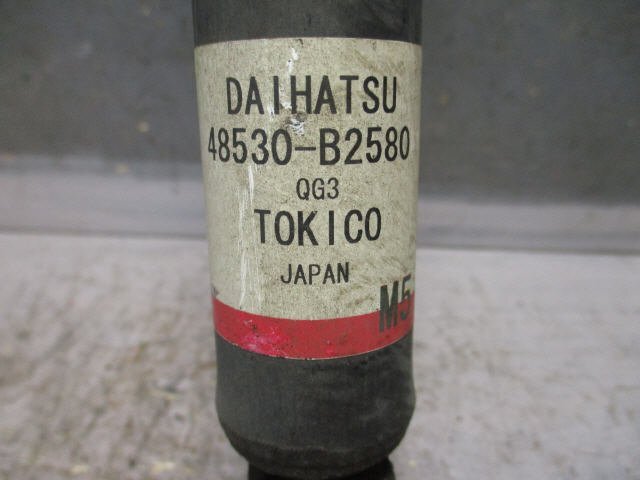 DAIHATSU
48530-B2580
QG3
TOKICO
JAPAN
M5